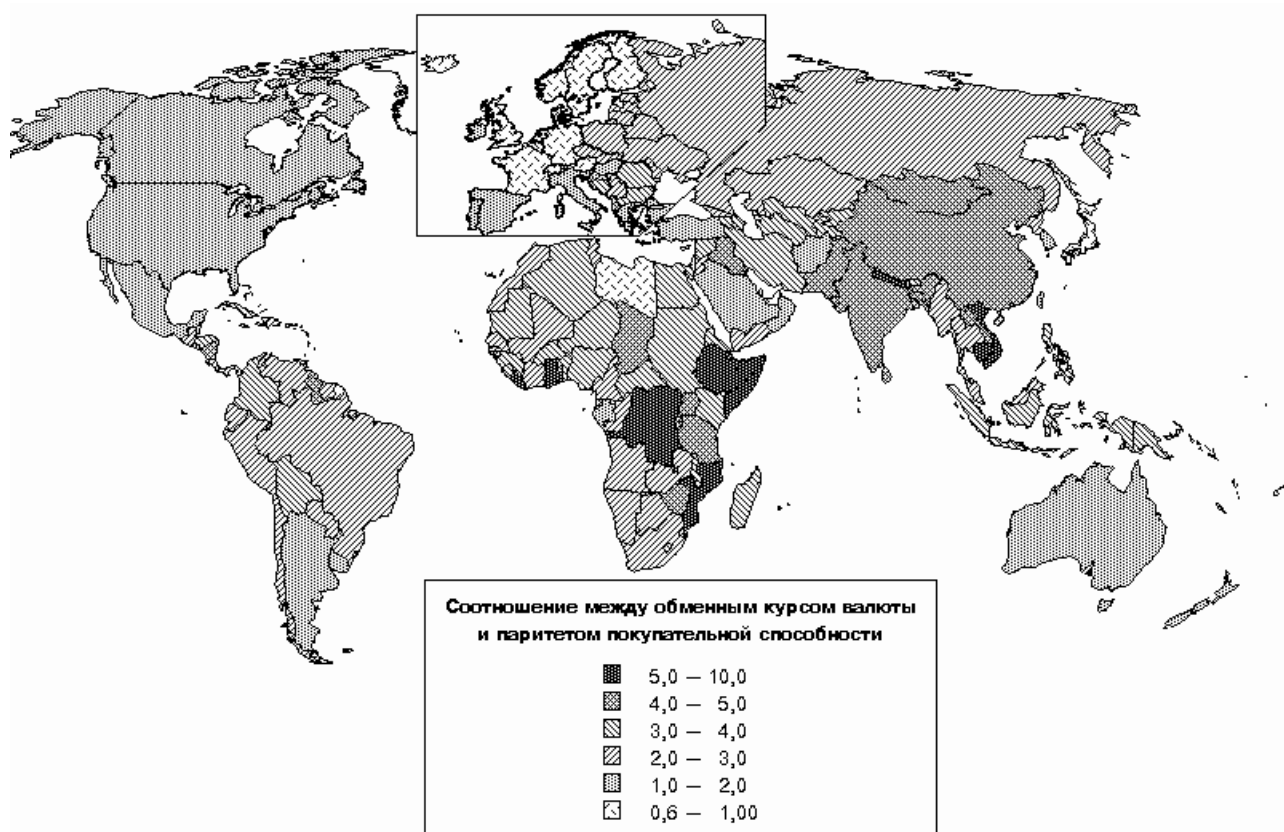 Соотношение между обменным курсом валюты
и паритетом покупательной способности
5,0 — 10,0
4,0 — 5,0
3,0 — 4,0
2,0 — 3,0
1,0 — 2,0
0,6 — 1,00